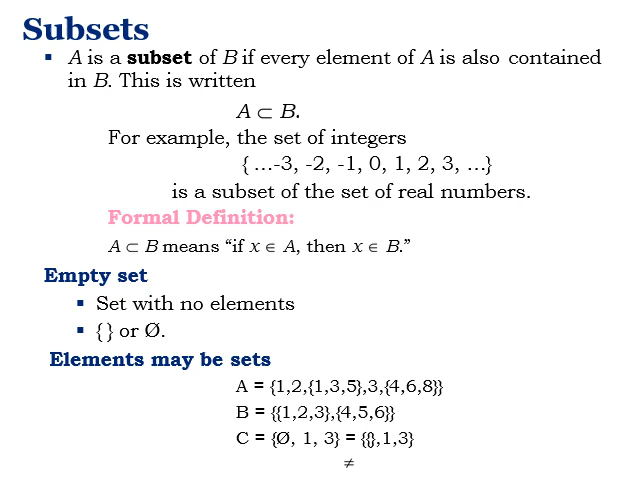 Subsets
▪ A is a subset of B if every element of A is also contained
in B. This is written
A ⊂ B.
For example, the set of integers
{ …-3, -2, -1, 0, 1, 2, 3, …}
is a subset of the set of real numbers.
Formal Definition:
A ⊂ B means “if x ∈ A, then x ∈ B.”
Empty set
▪ Set with no elements
▪ { } or Ø.
Elements may be sets
A = {1,2,{1,3,5},3,{4,6,8}}
B = {{1,2,3},{4,5,6}}
C = {Ø, 1, 3} = {{},1,3}
≠